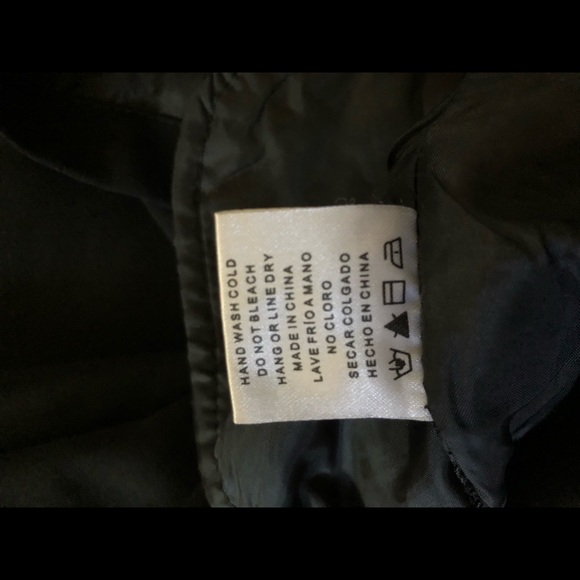 HAND WASH COLD
DO NOT BLEACH
HANG OR LINE DRY
MADE IN CHINA
LAVE FRÍO A MANO
NO CLORO
SECAR COLGADO
HECHO EN CHINA